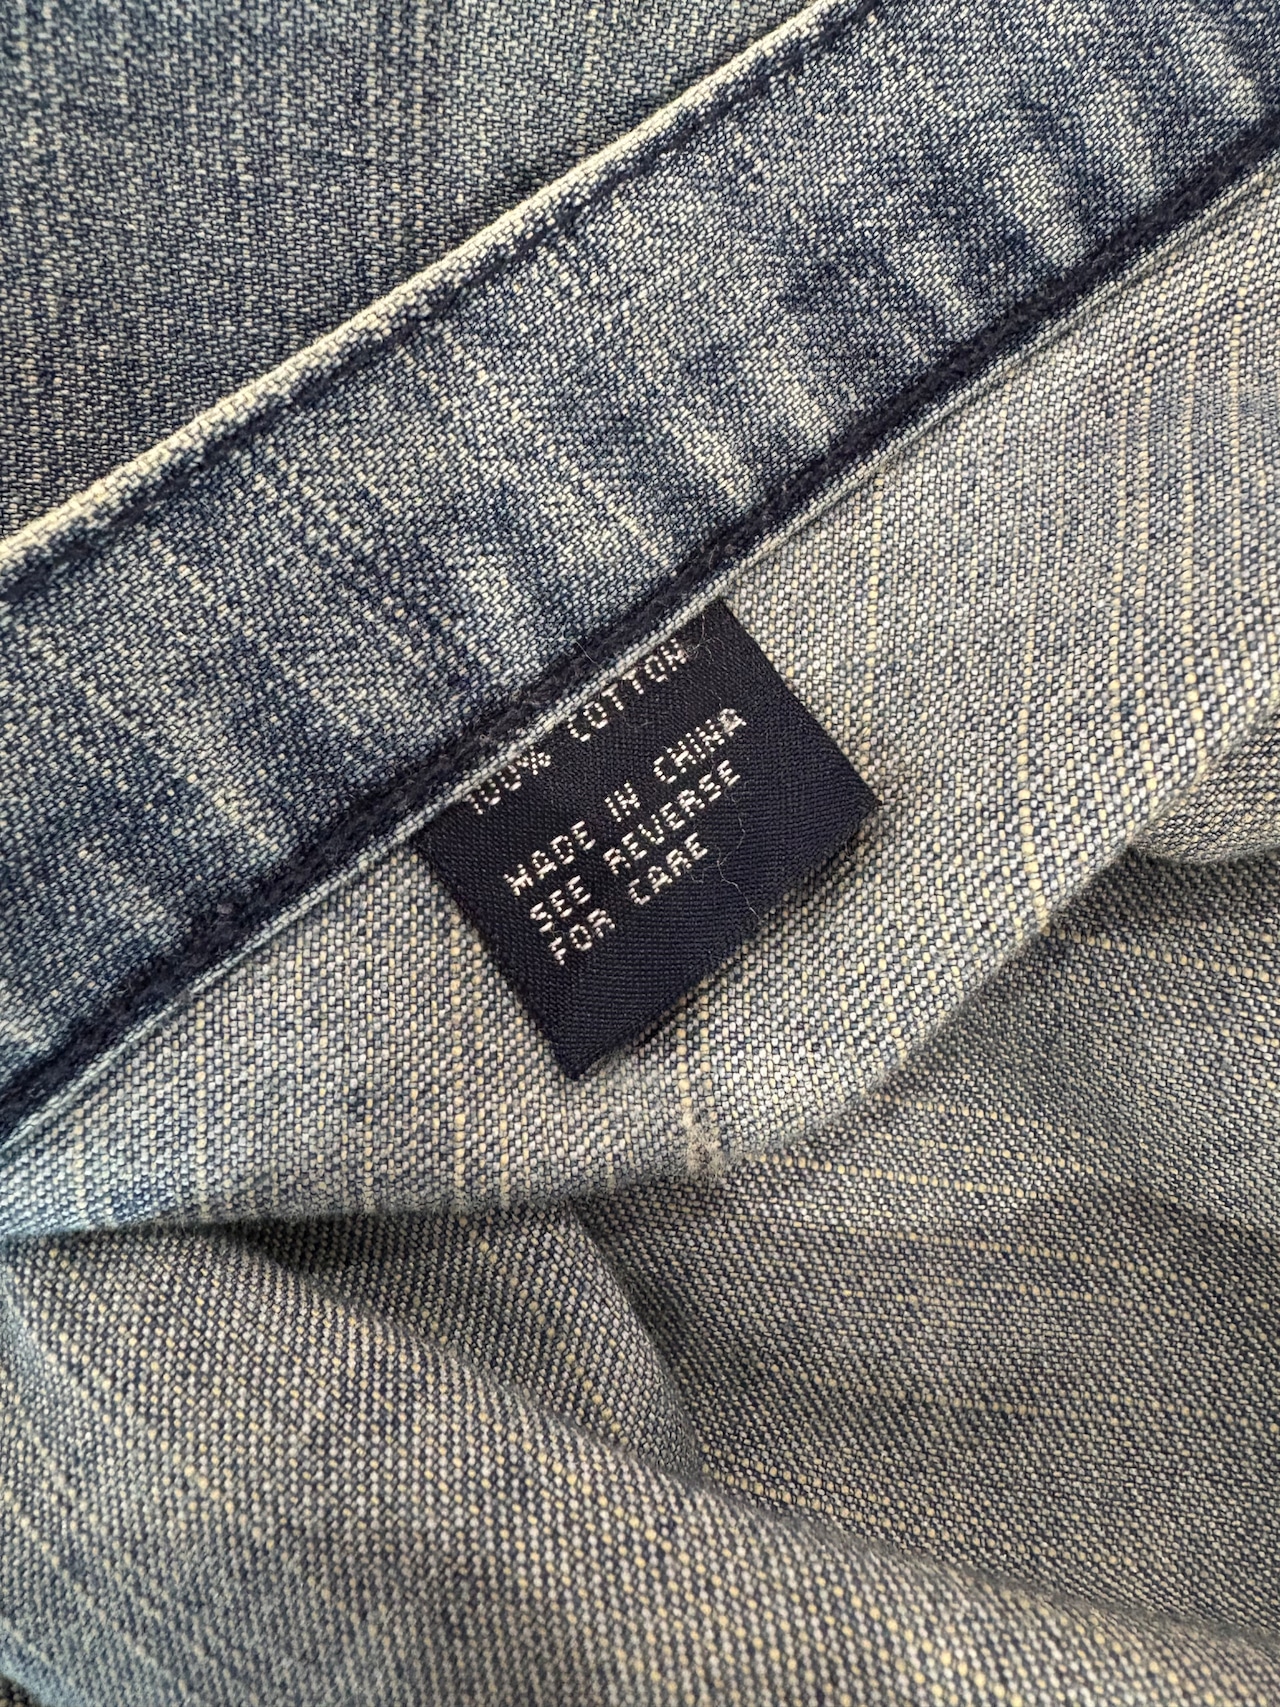 100% COTTON
MADE IN CHINA
SEE REVERSE
FOR CARE